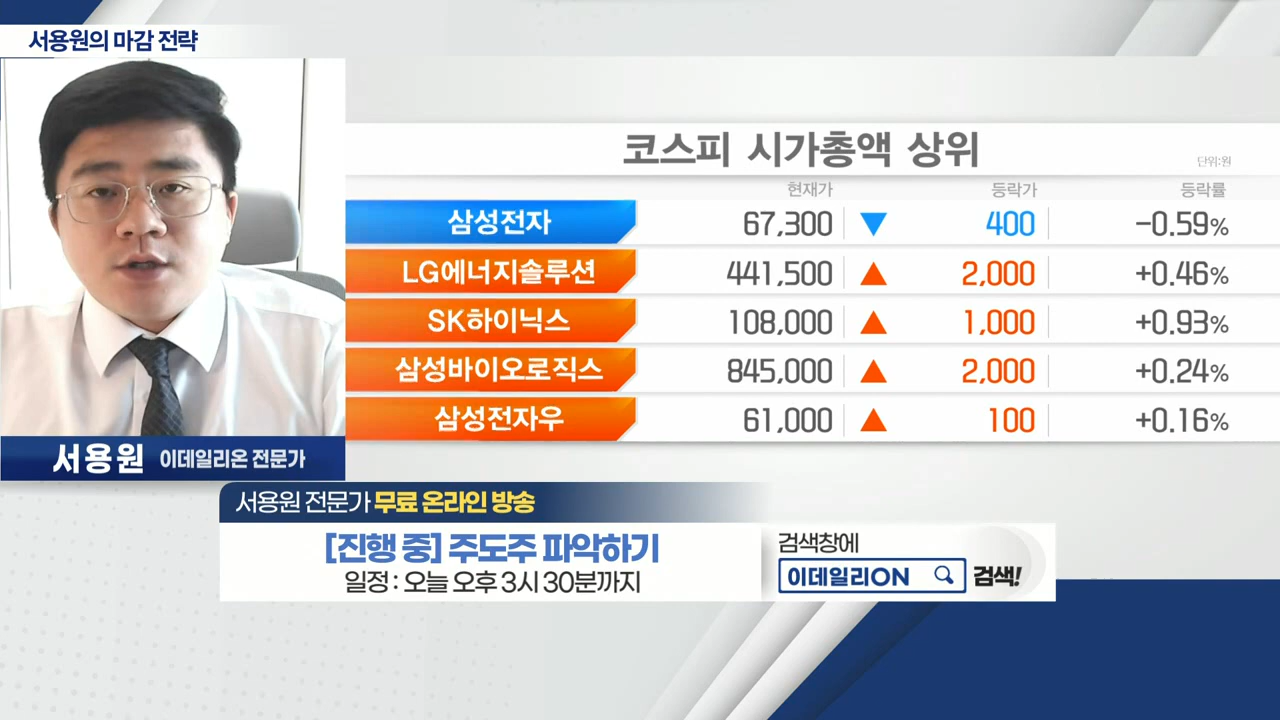 서용원의 마감 전략
코스피 시가총액 상위
단위:원
현재가 등락가 등락률
삼성전자 67,300 ▼ 400 -0.59%
LG에너지솔루션 441,500 ▲ 2,000 +0.46%
SK하이닉스 108,000 ▲ 1,000 +0.93%
삼성바이오로직스 845,000 ▲ 2,000 +0.24%
삼성전자우 61,000 ▲ 100 +0.16%
서용원 이데일리온 전문가
서용원 전문가 무료 온라인 방송
[진행 중] 주도주 파악하기
일정 : 오늘 오후 3시 30분까지
검색창에
이데일리ON 검색!